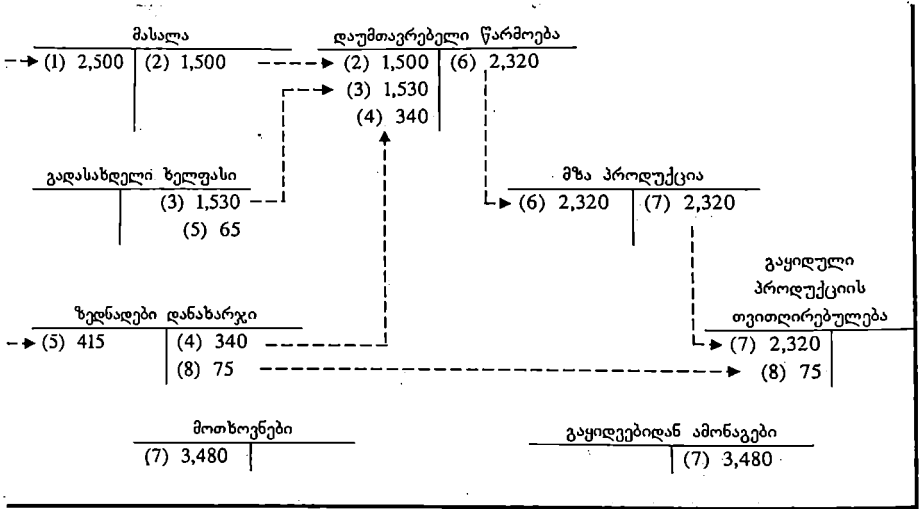 მასალა
დაუმთავრებელი წარმოება
(1) 2,500 (2) 1,500
(2) 1,500 (6) 2,320
(3) 1,530
(4) 340
გადასახდელი ხელფასი
მზა პროდუქცია
(3) 1,530
(6) 2,320 (7) 2,320
(5) 65
გაყიდული
პროდუქციის
თვითღირებულება
ზედნადები დანახარჯი
(5) 415 (4) 340
(7) 2,320
(8) 75
(8) 75
მოთხოვნები
გაყიდვებიდან ამონაგები
(7) 3,480
(7) 3,480